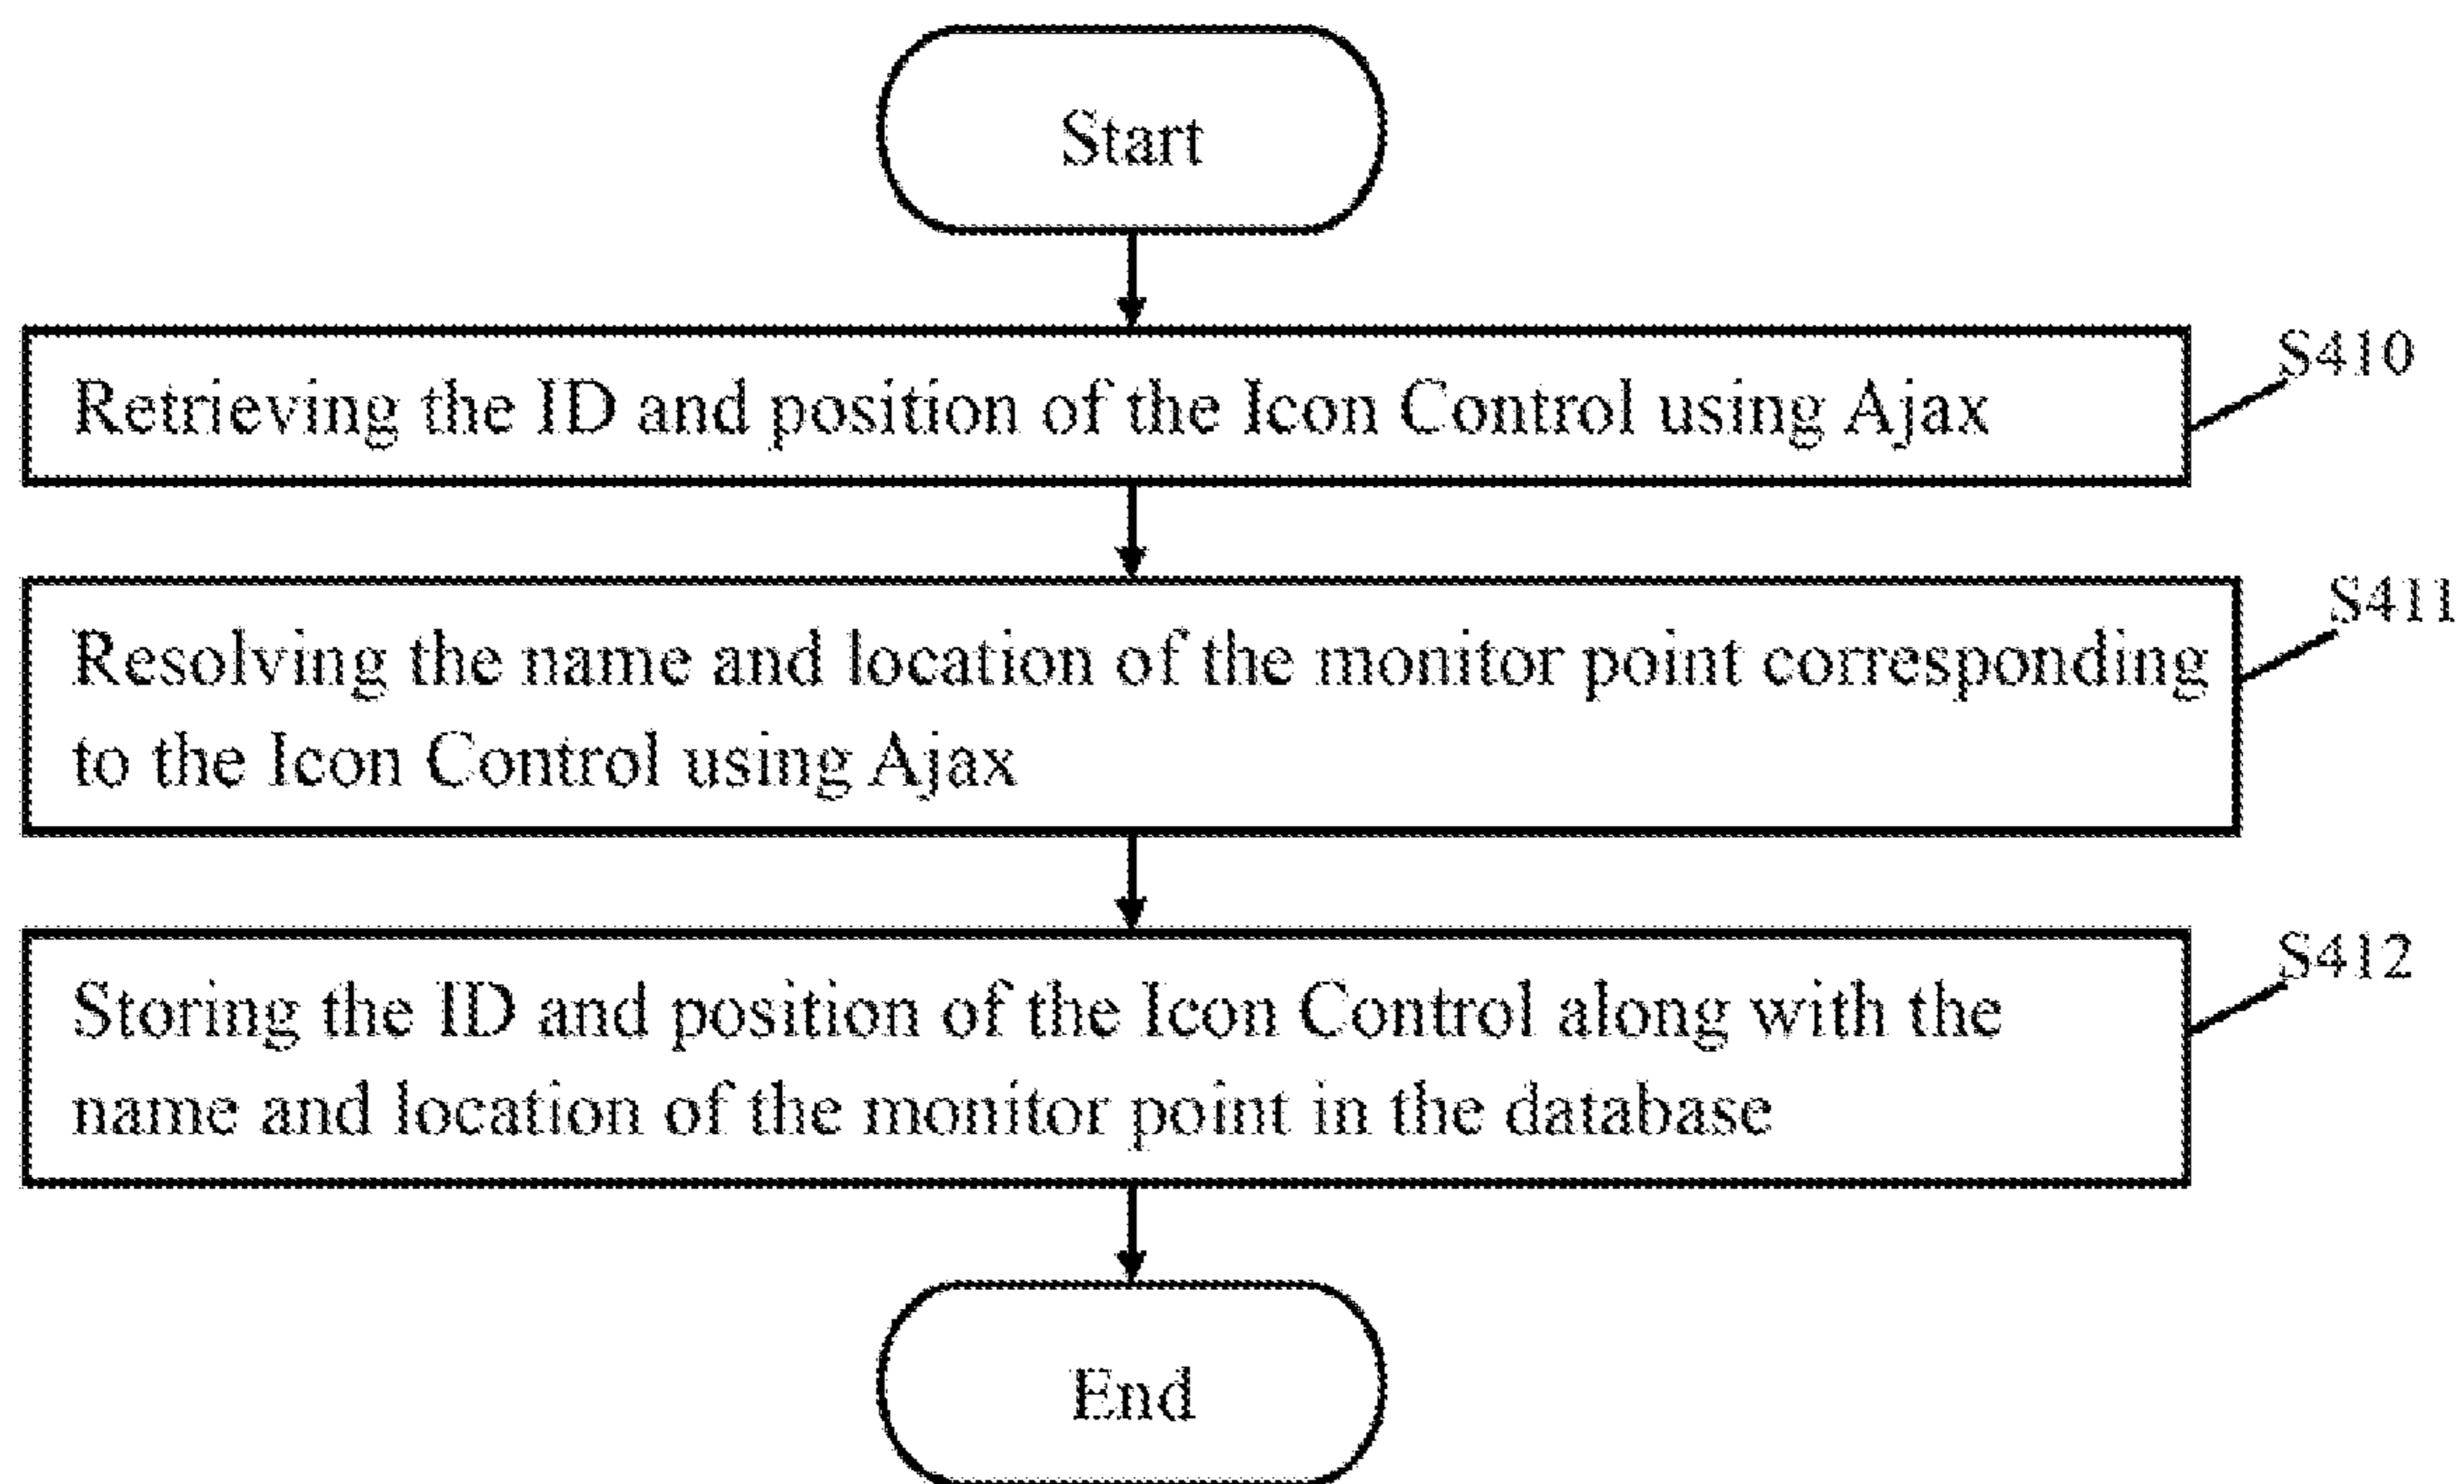 Start
S410
Retrieving the ID and position of the Icon Control using Ajax
S411
Resolving the name and location of the monitor point corresponding
to the Icon Control using Ajax
S412
Storing the ID and position of the Icon Control along with the
name and location of the monitor point in the database
End